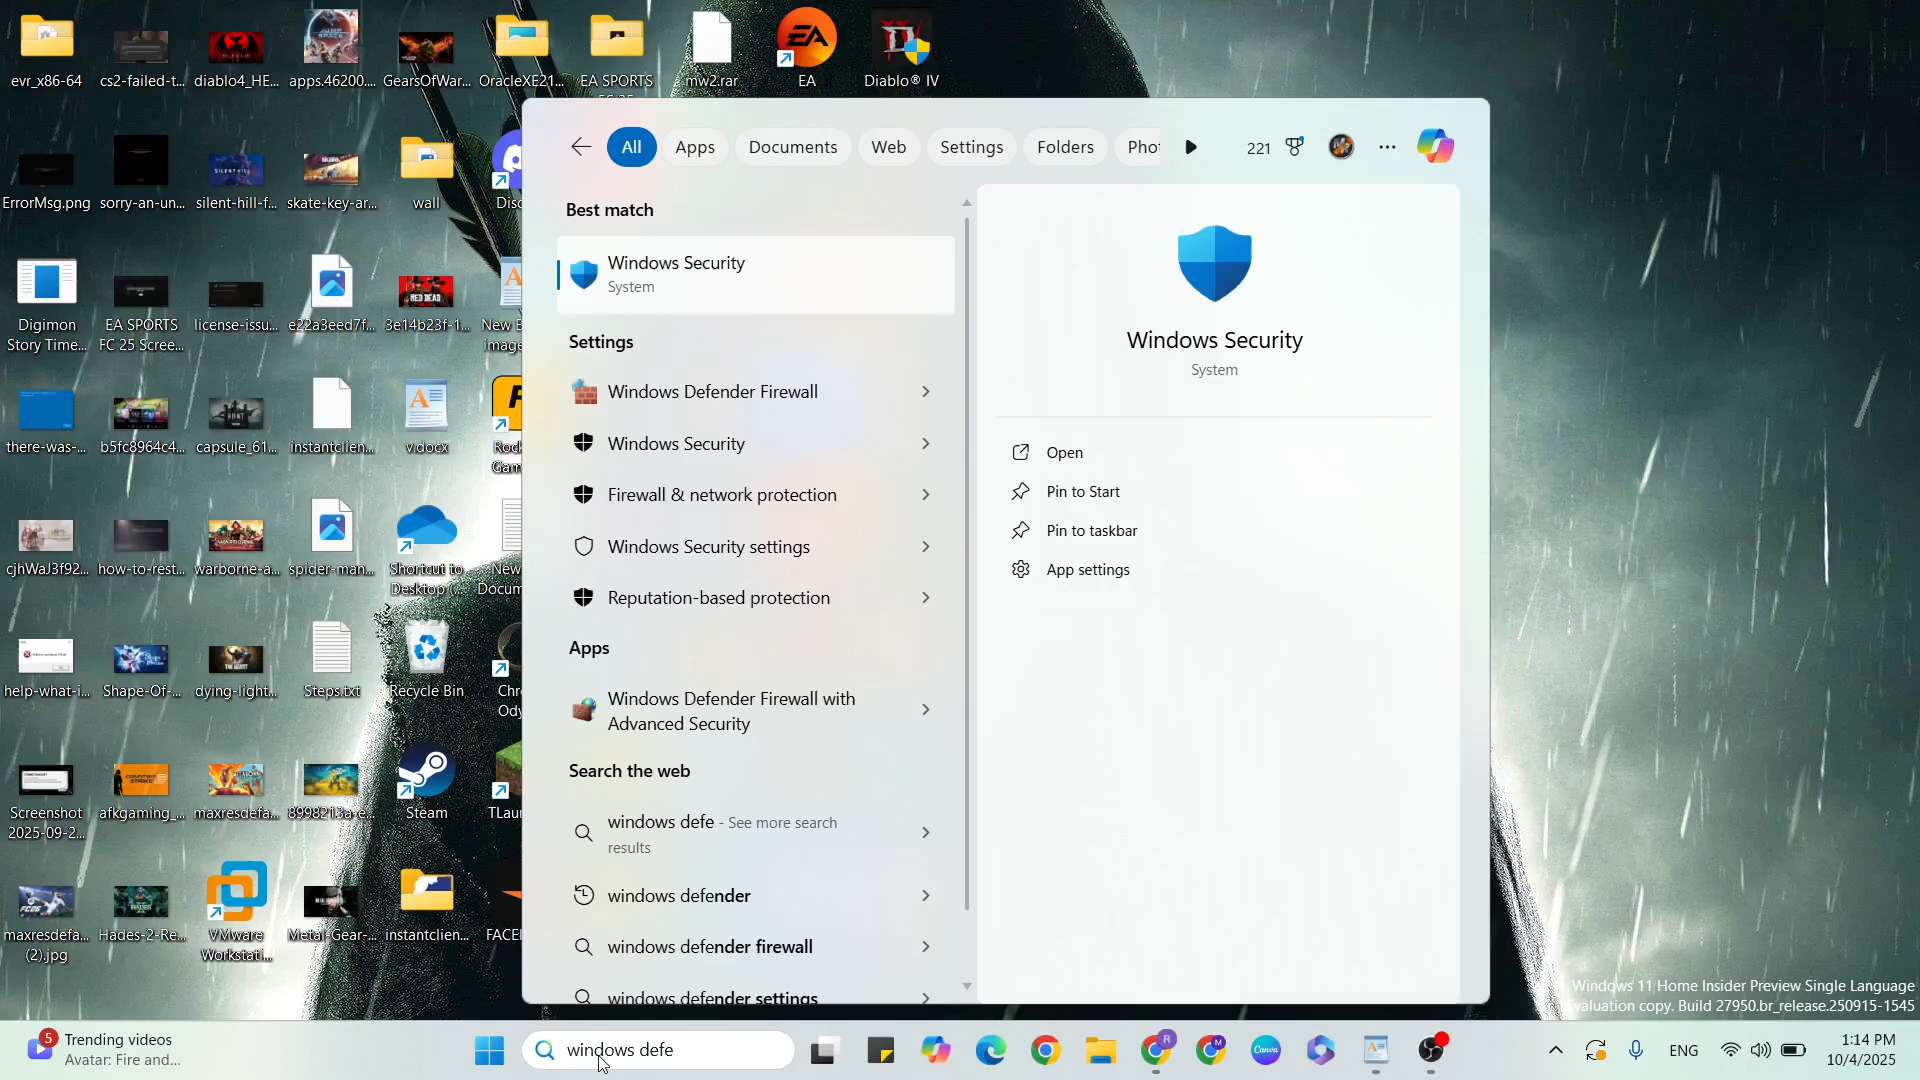 evr_x86-64
cs2-failed-t...
diablo4_HE...
apps.46200....
GearsOfWar...
OracleXE21...
EA SPORTS
mw2.rar
EA
Diablo® IV
ErrorMsg.png
sorry-an-un...
silent-hill-f...
skate-key-ar...
wall
Disc
Digimon
Story Time...
EA SPORTS
FC 25 Scree...
license-issu...
e22a3eed7f...
3e14b23f-1...
New B
image
there-was-...
b5fc8964c4...
capsule_61...
instantclien...
vidocx
Rock
Gam
cjhWaJ3f92...
how-to-rest...
warborne-a...
spider-man...
Shortcut to
Desktop (...
New
Docum
help-what-i...
Shape-Of-...
dying-light...
Steps.txt
Recycle Bin
Chr
Ody
Screenshot
2025-09-2...
afkgaming_...
maxresdefa...
8998213a-e...
Steam
TLau
maxresdefa...
(2).jpg
Hades-2-Re...
VMware
Workstati...
Metal-Gear-...
instantclien...
FACEI
All
Apps
Documents
Web
Settings
Folders
Phot
221
Best match
Windows Security
System
Settings
Windows Defender Firewall
Windows Security
Firewall & network protection
Windows Security settings
Reputation-based protection
Apps
Windows Defender Firewall with
Advanced Security
Search the web
windows defe - See more search
results
windows defender
windows defender firewall
windows defender settings
Windows Security
System
Open
Pin to Start
Pin to taskbar
App settings
Windows 11 Home Insider Preview Single Language
valuation copy. Build 27950.br_release.250915-1545
5
Trending videos
Avatar: Fire and...
windows defe
ENG
1:14 PM
10/4/2025